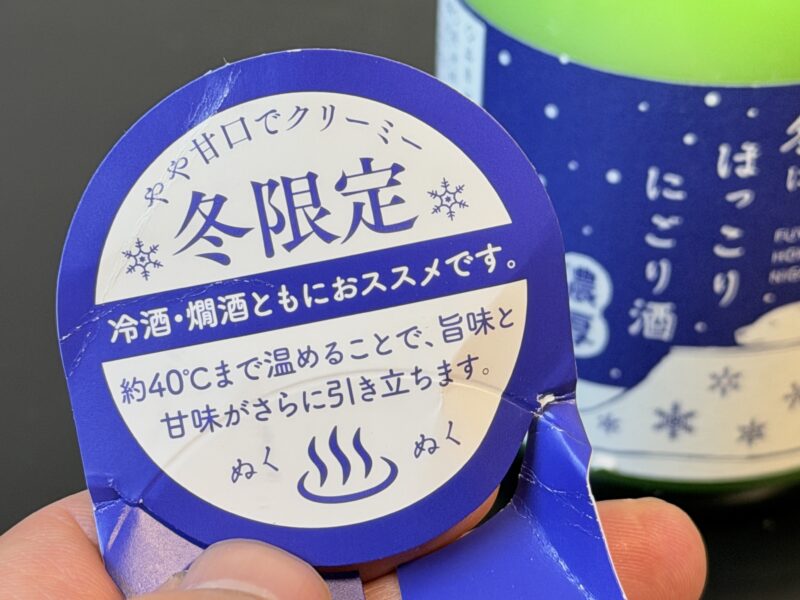 やや甘口でクリーミー
冬限定
冷酒・燗酒ともにおススメです。
約40℃まで温めることで、旨味と
甘味がさらに引き立ちます。
ぬく
ぬく
冬に
ほっこり
にごり酒
濃厚